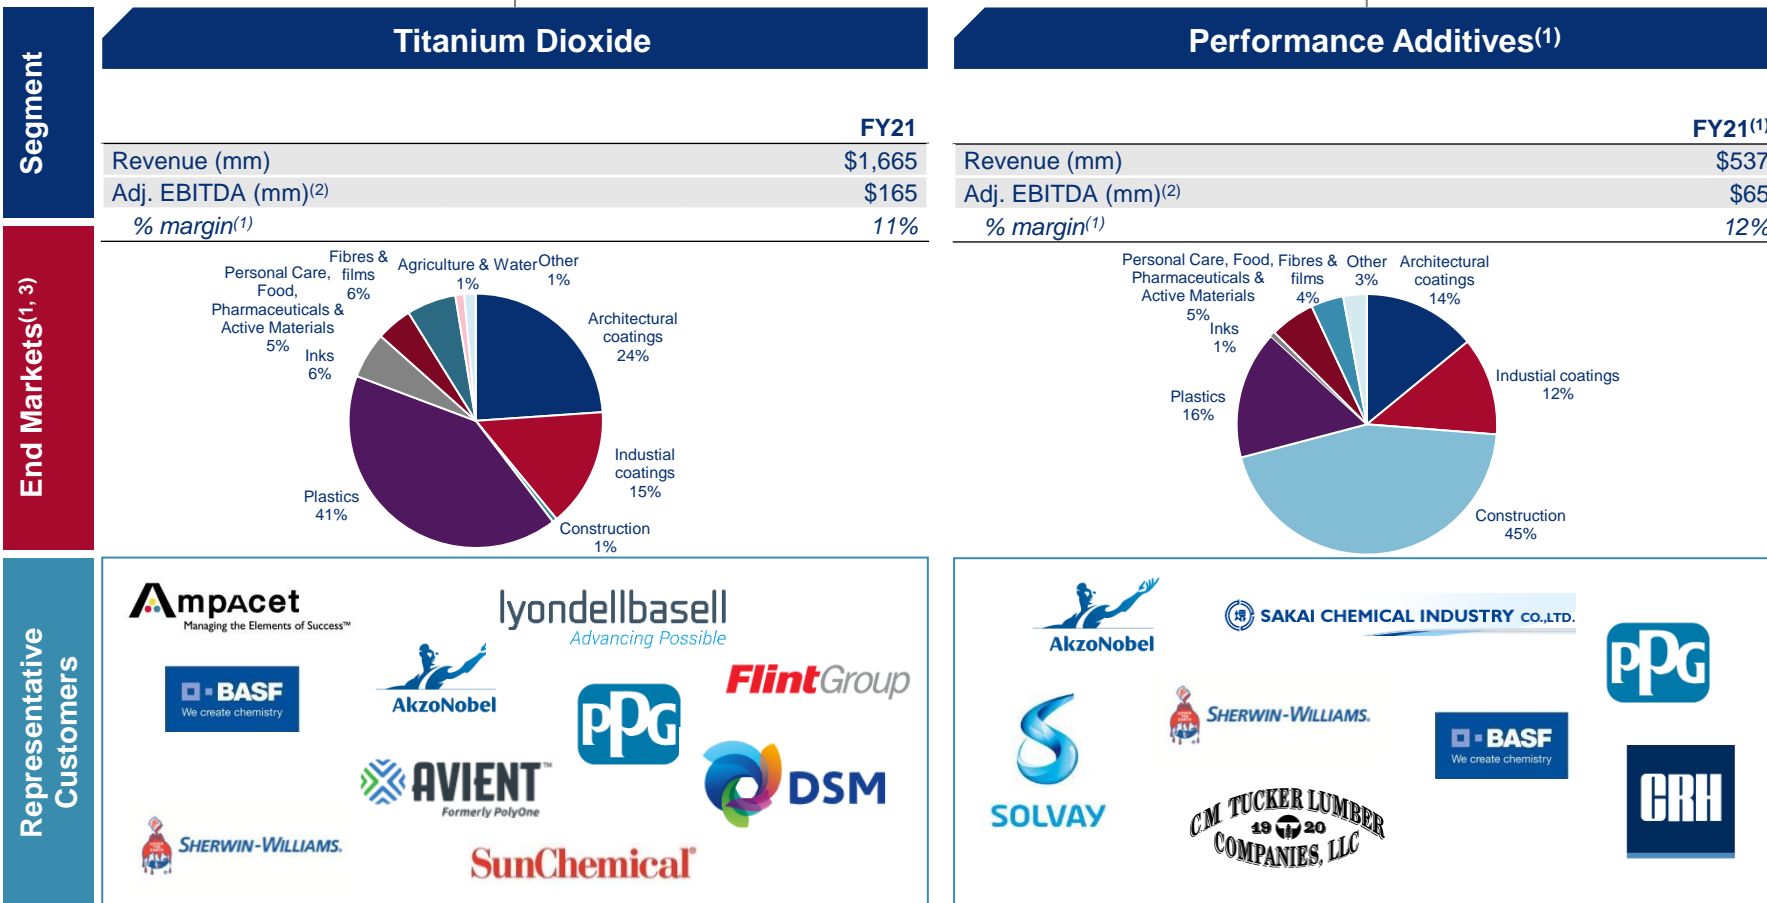 Segment
Titanium Dioxide
FY21
Revenue (mm) $1,665
Adj. EBITDA (mm)(2) $165
% margin(1) 11%
Performance Additives(1)
FY21(1)
Revenue (mm) $537
Adj. EBITDA (mm)(2) $65
% margin(1) 12%
End Markets(1, 3)
Personal Care,
Food,
Pharmaceuticals &
Active Materials
5%
Fibres &
films
6%
Agriculture & Water
1%
Other
1%
Architectural
coatings
24%
Inks
6%
Industial
coatings
15%
Plastics
41%
Construction
1%
Personal Care, Food,
Pharmaceuticals &
Active Materials
5%
Fibres &
films
4%
Other
3%
Architectural
coatings
14%
Inks
1%
Industial coatings
12%
Plastics
16%
Construction
45%
Representative
Customers
Ampacet
Managing the Elements of Success™
lyondellbasell
Advancing Possible
BASF
We create chemistry
AkzoNobel
PPG
FlintGroup
AVIENT™
Formerly PolyOne
DSM
SHERWIN-WILLIAMS.
SunChemical®
AkzoNobel
堺 SAKAI CHEMICAL INDUSTRY CO.,LTD.
PPG
SOLVAY
SHERWIN-WILLIAMS.
BASF
We create chemistry
CM TUCKER LUMBER
19 20
COMPANIES, LLC
CRH